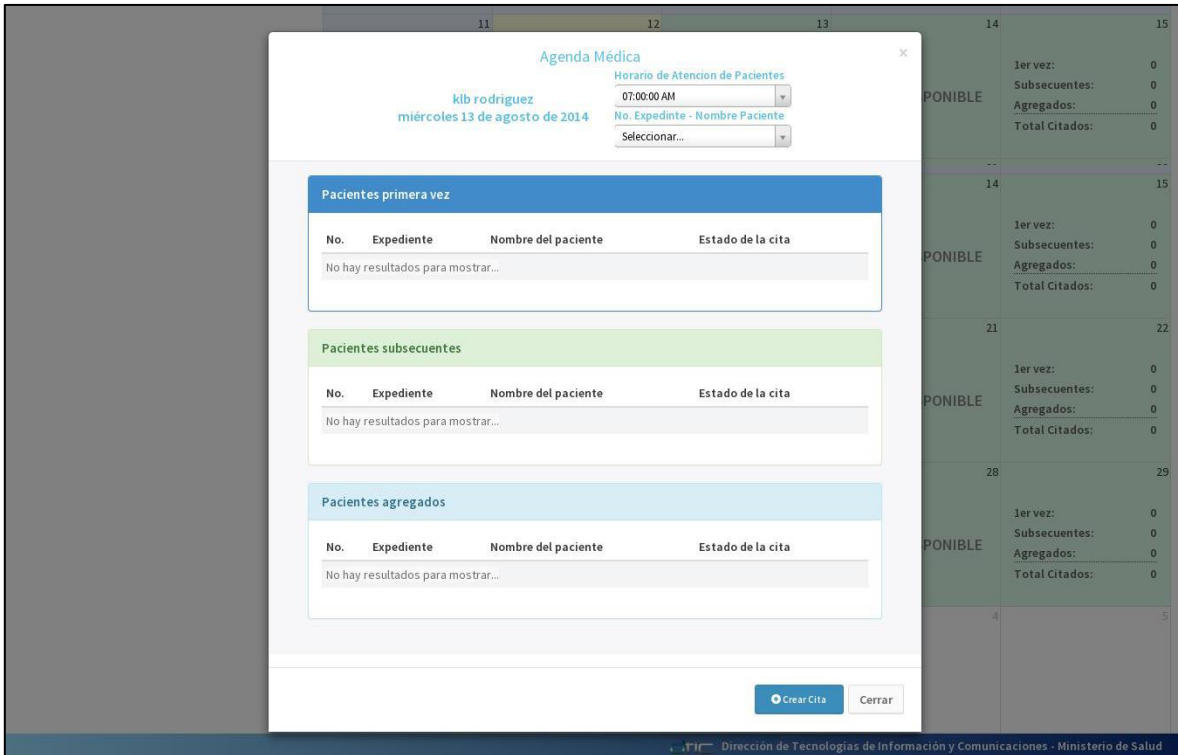 11 12 13 14 15
Agenda Médica
×
Horario de Atencion de Pacientes
klb rodriguez
07:00:00 AM
miércoles 13 de agosto de 2014
No. Expedinte - Nombre Paciente
Seleccionar...
PONIBLE
1er vez: 0
Subsecuentes: 0
Agregados: 0
Total Citados: 0
Pacientes primera vez
No. Expediente Nombre del paciente Estado de la cita
No hay resultados para mostrar...
14 15
PONIBLE
1er vez: 0
Subsecuentes: 0
Agregados: 0
Total Citados: 0
Pacientes subsecuentes
No. Expediente Nombre del paciente Estado de la cita
No hay resultados para mostrar...
21 22
PONIBLE
1er vez: 0
Subsecuentes: 0
Agregados: 0
Total Citados: 0
Pacientes agregados
No. Expediente Nombre del paciente Estado de la cita
No hay resultados para mostrar...
28 29
PONIBLE
1er vez: 0
Subsecuentes: 0
Agregados: 0
Total Citados: 0
4 5
Crear Cita
Cerrar
Dirección de Tecnologías de Información y Comunicaciones - Ministerio de Salud